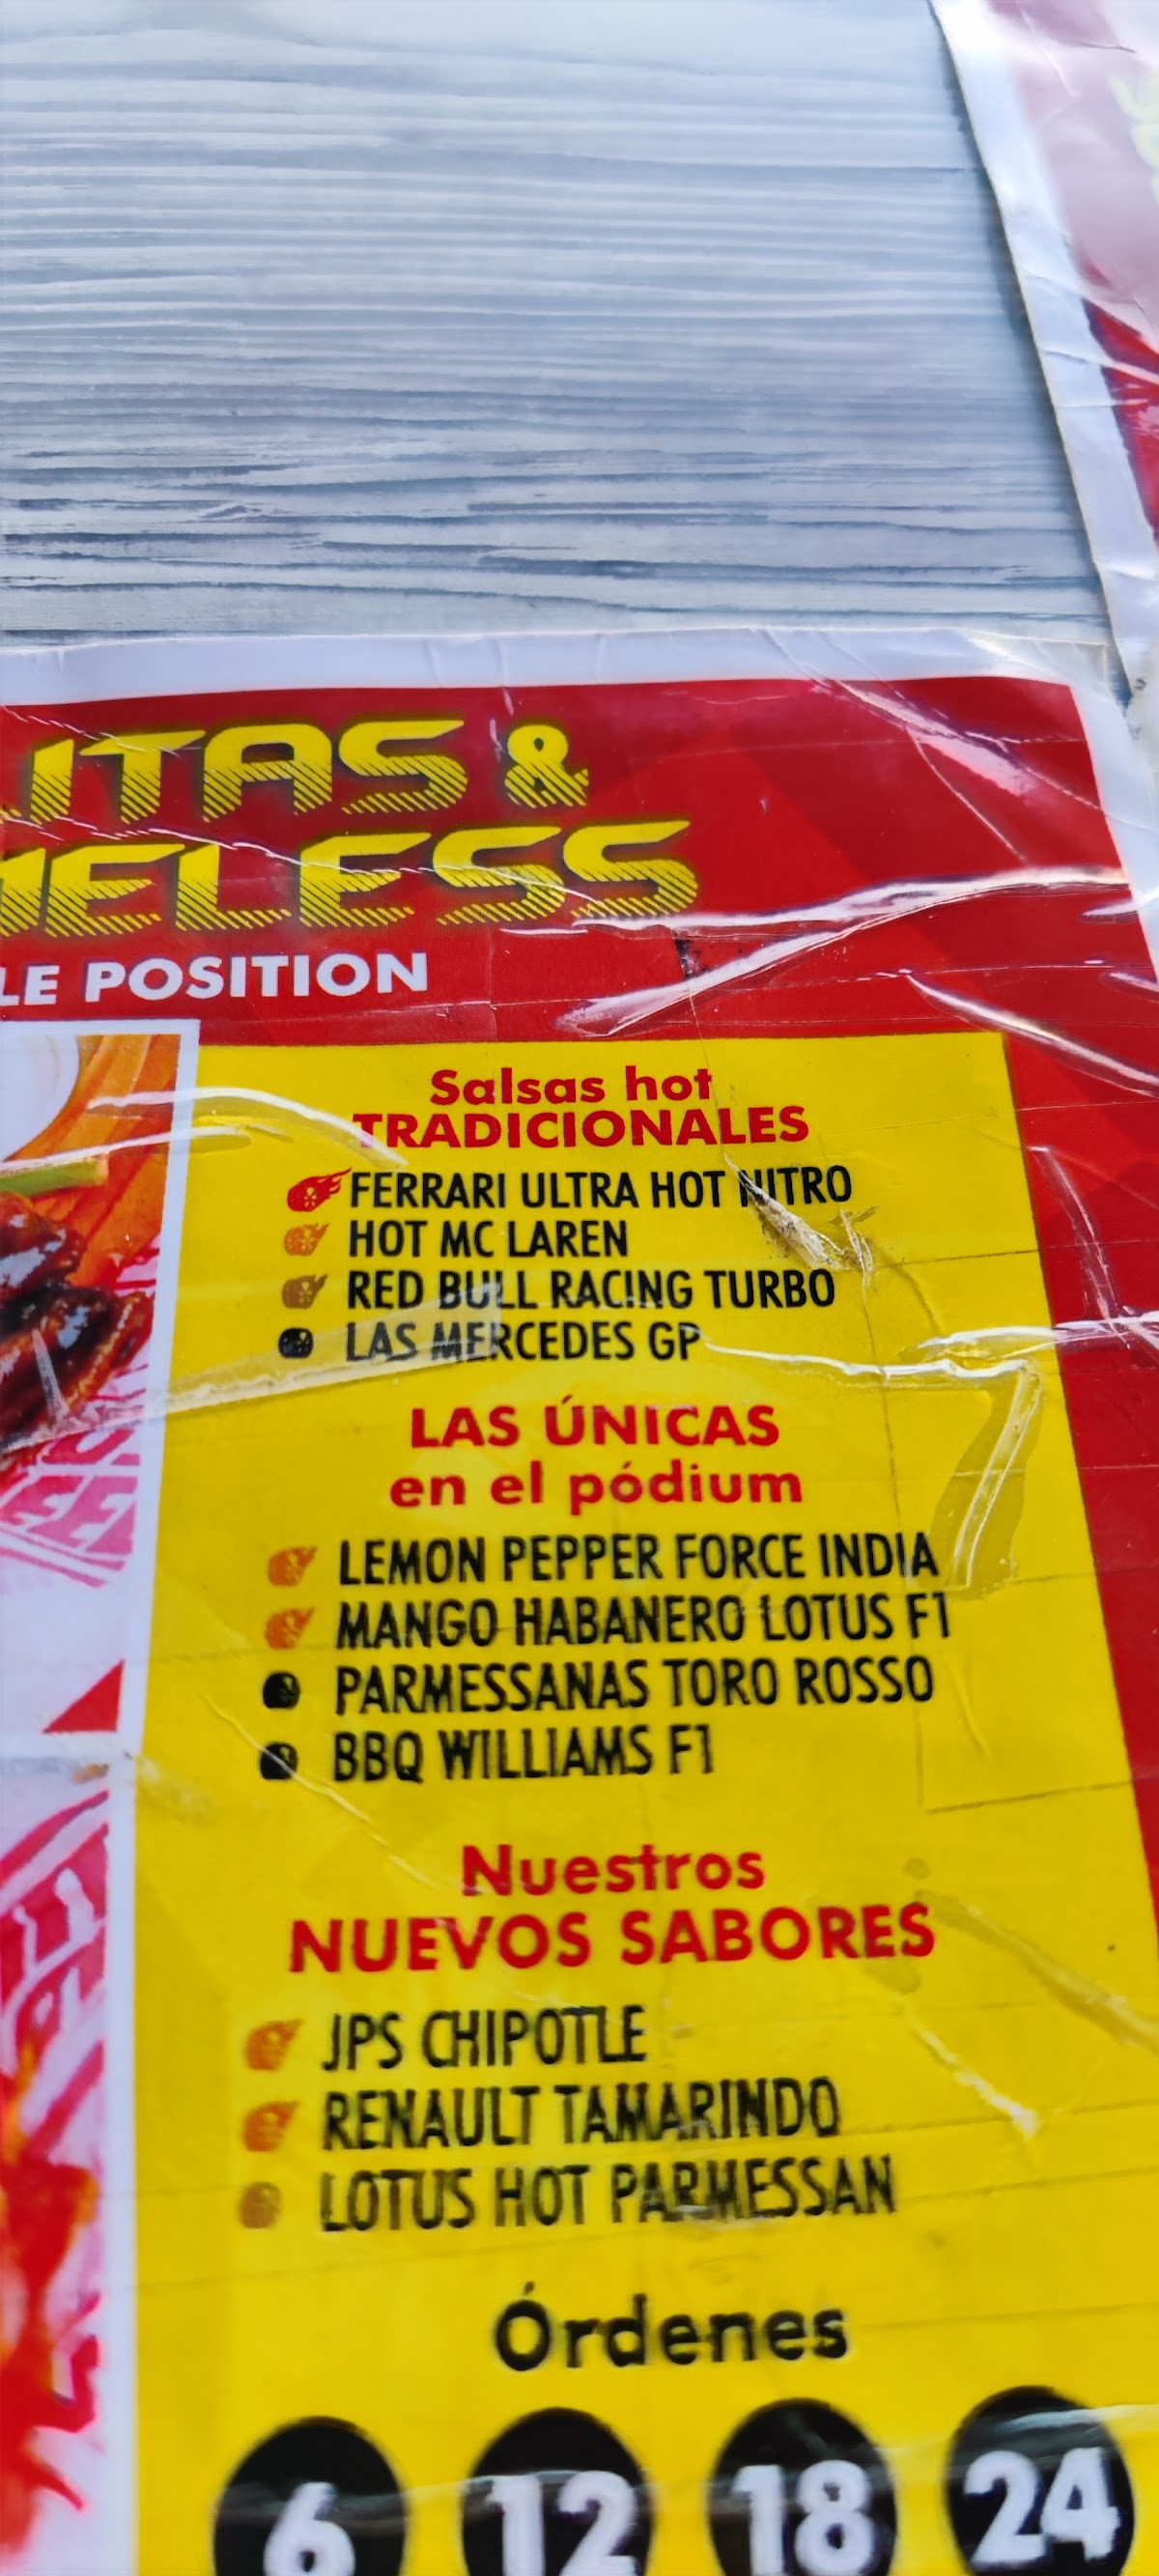 ITAS &
NELESS
LE POSITION
Salsas hot
TRADICIONALES
FERRARI ULTRA HOT NITRO
HOT MC LAREN
RED BULL RACING TURBO
LAS MERCEDES GP
LAS ÚNICAS
en el pódium
LEMON PEPPER FORCE INDIA
MANGO HABANERO LOTUS F1
PARMESSANAS TORO ROSSO
BBQ WILLIAMS F1
Nuestros
NUEVOS SABORES
JPS CHIPOTLE
RENAULT TAMARINDO
LOTUS HOT PARMESSAN
Órdenes
6 12 18 24